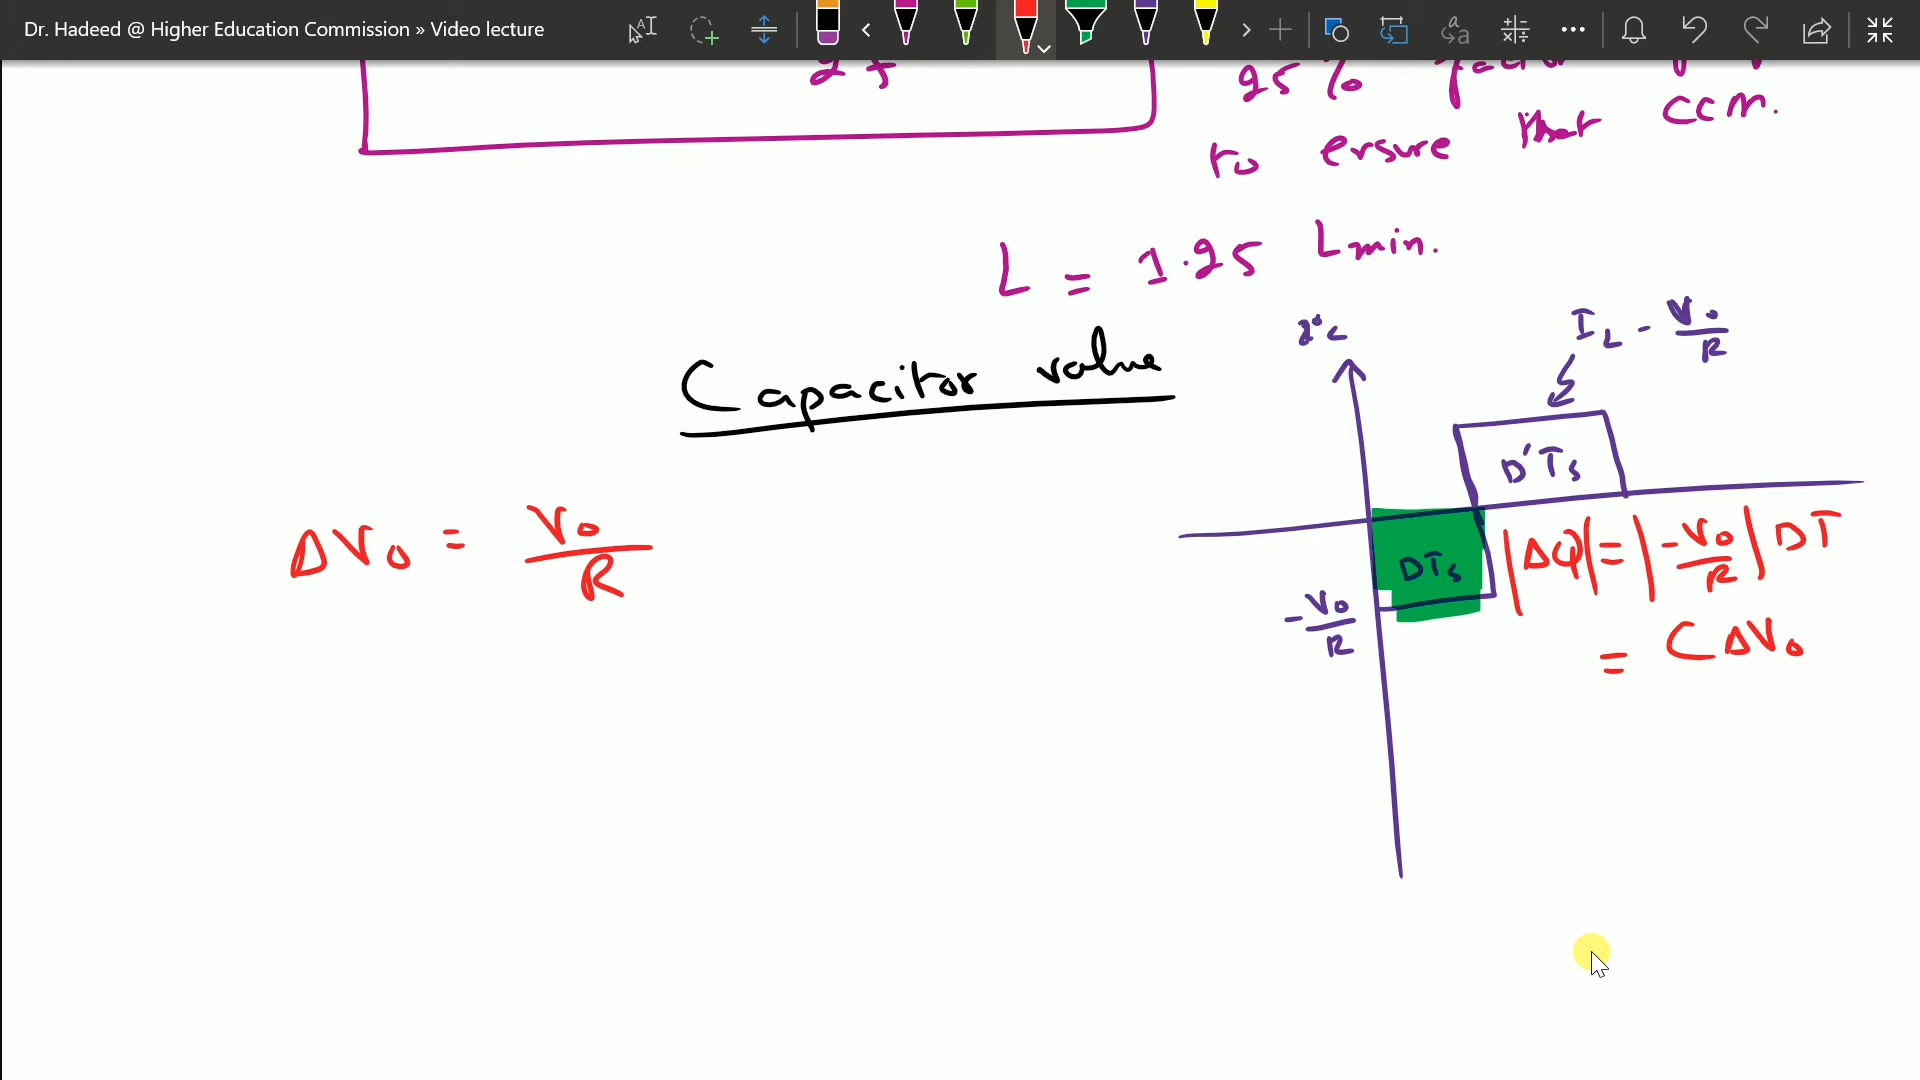 Dr. Hadeed @ Higher Education Commission » Video lecture
2 f
25%
to ensure that CCM.
L = 1.25 Lmin.
Capacitor value
ic
IL - Vo/R
D'Ts
DTs
-Vo/R
|ΔQ| = |-Vo/R| DT
= CΔVo
ΔVo = Vo/R